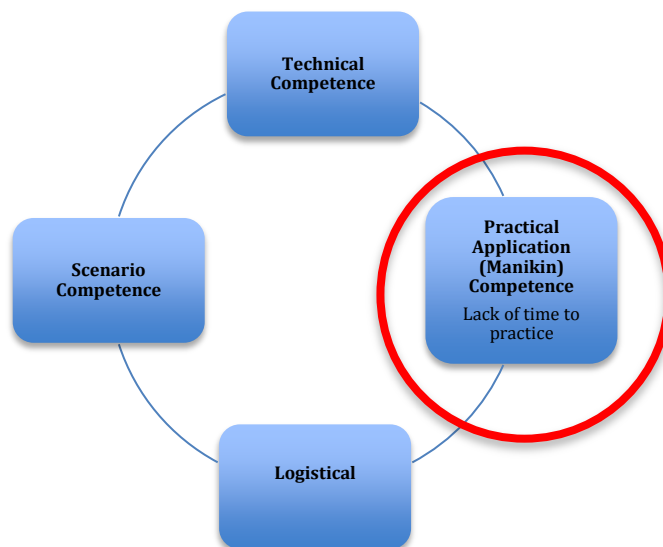 Technical
Competence
Practical
Application
(Manikin)
Competence
Lack of time to
practice
Scenario
Competence
Logistical